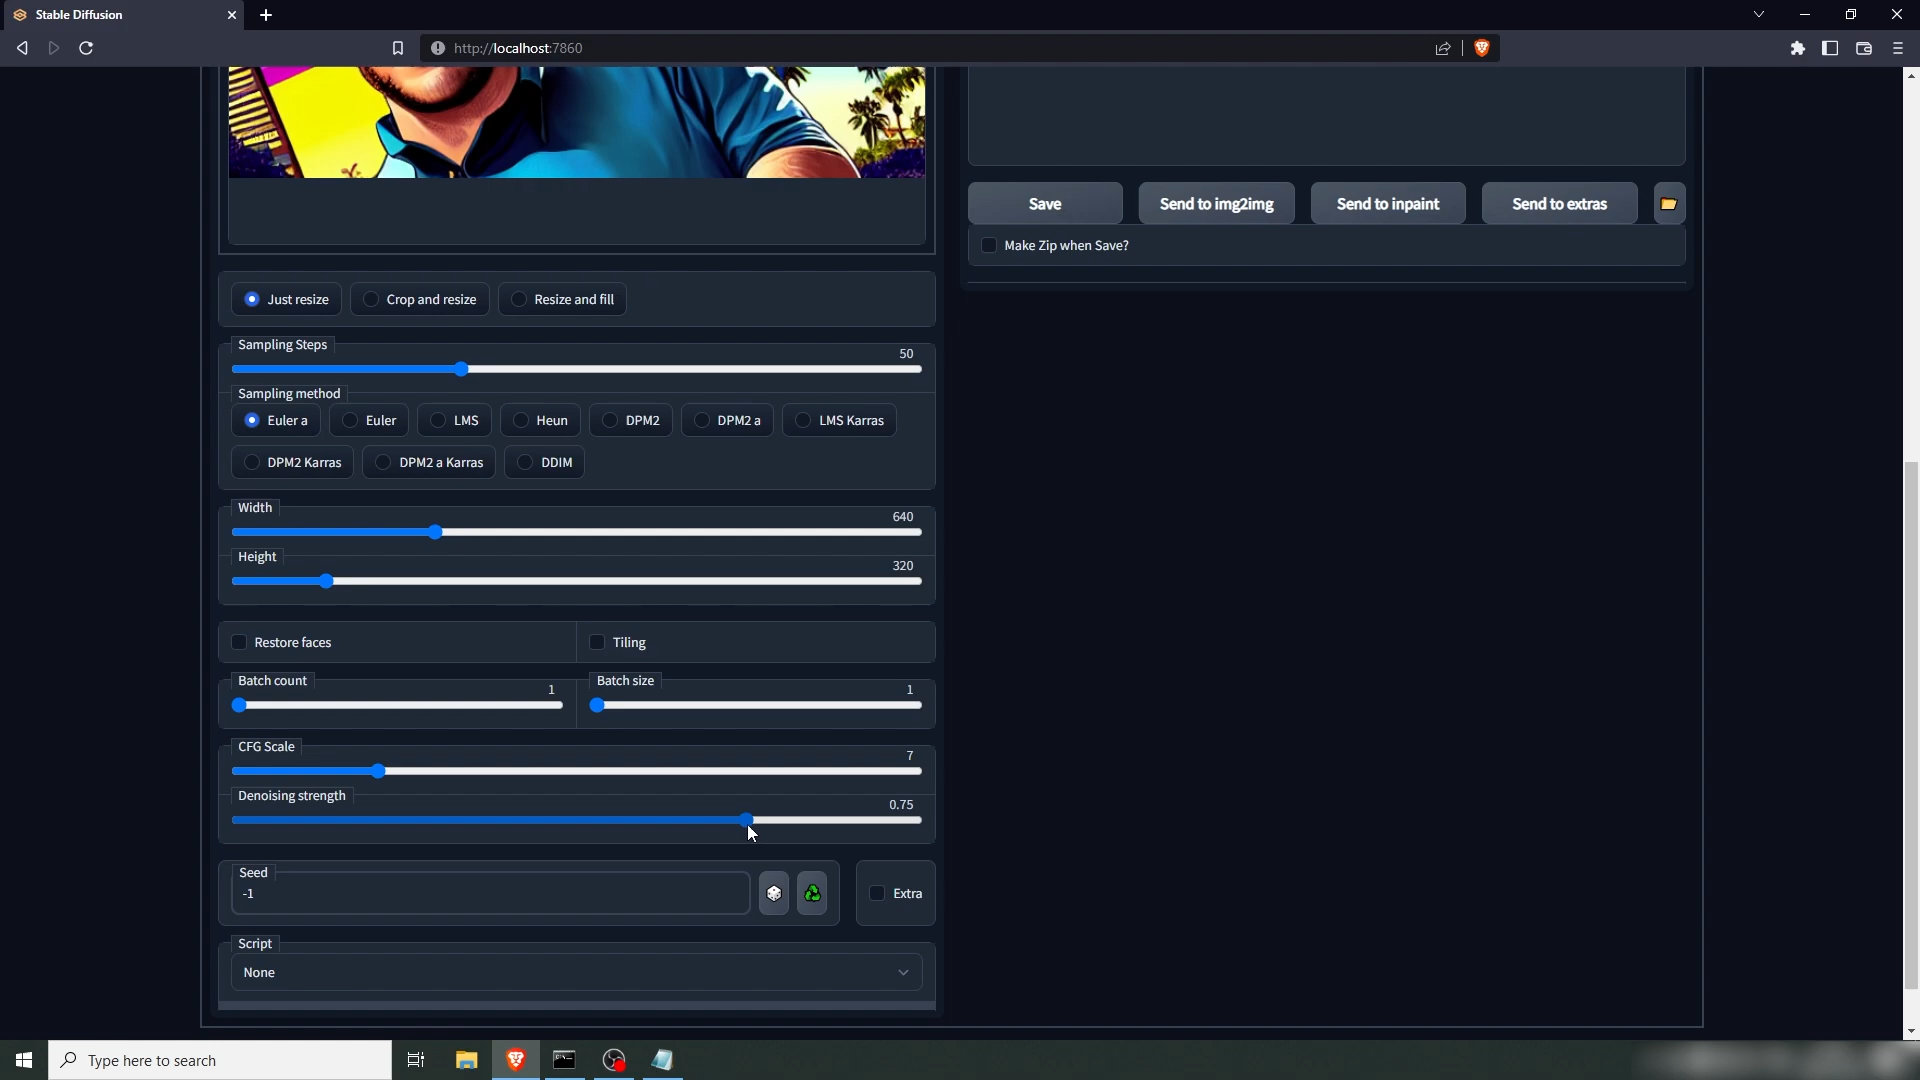 Stable Diffusion
http://localhost:7860
Save
Send to img2img
Send to inpaint
Send to extras
Make Zip when Save?
Just resize
Crop and resize
Resize and fill
Sampling Steps
50
Sampling method
Euler a
Euler
LMS
Heun
DPM2
DPM2 a
LMS Karras
DPM2 Karras
DPM2 a Karras
DDIM
Width
640
Height
320
Restore faces
Tiling
Batch count
1
Batch size
1
CFG Scale
7
Denoising strength
0.75
Seed
-1
Extra
Script
None
Type here to search